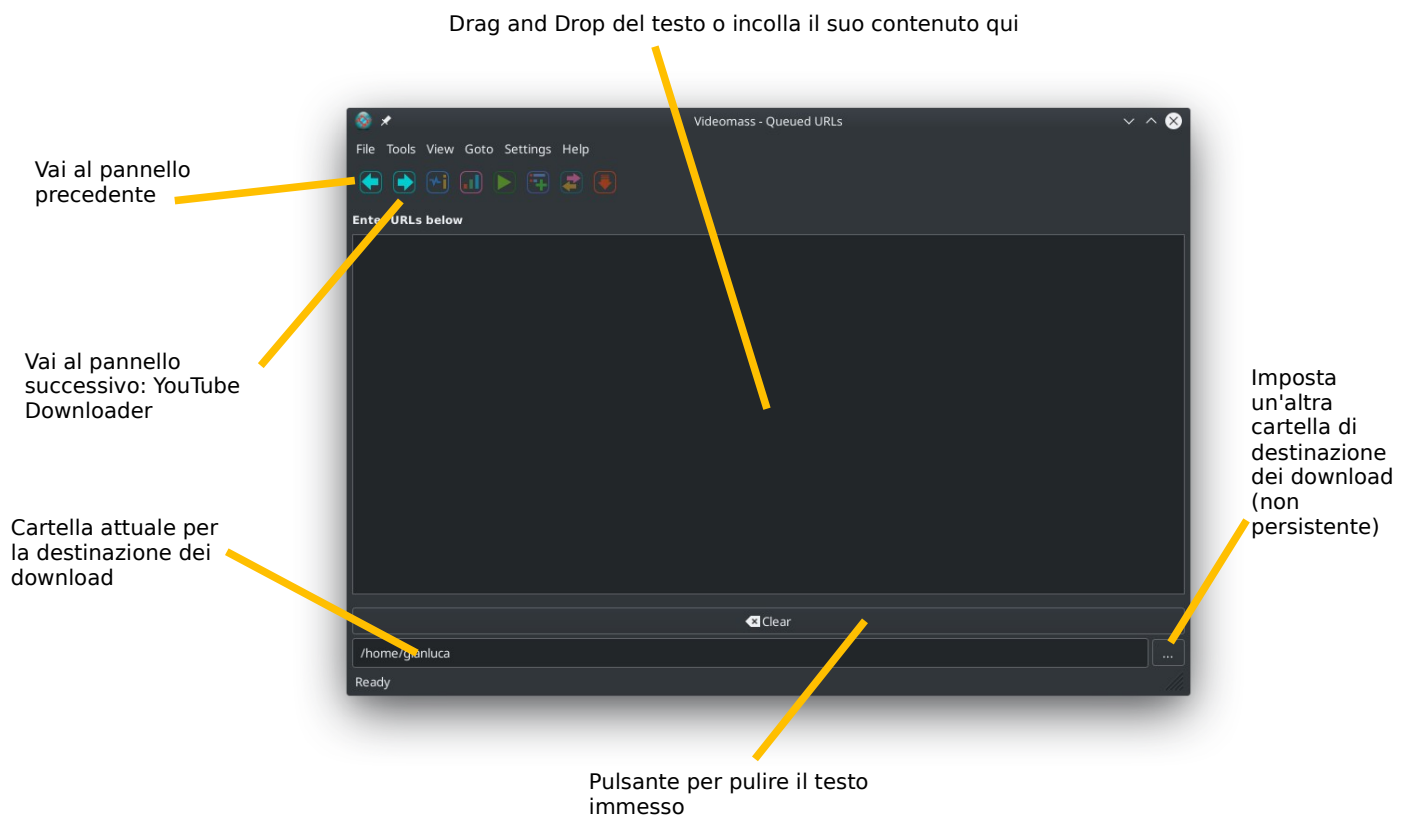 Drag and Drop del testo o incolla il suo contenuto qui
Videomass - Queued URLs
File Tools View Goto Settings Help
Vai al pannello
precedente
Enter URLs below
Vai al pannello
successivo: YouTube
Downloader
Imposta
un'altra
cartella di
destinazione
dei download
(non
persistente)
Cartella attuale per
la destinazione dei
download
Clear
/home/gianluca
...
Ready
Pulsante per pulire il testo
immesso